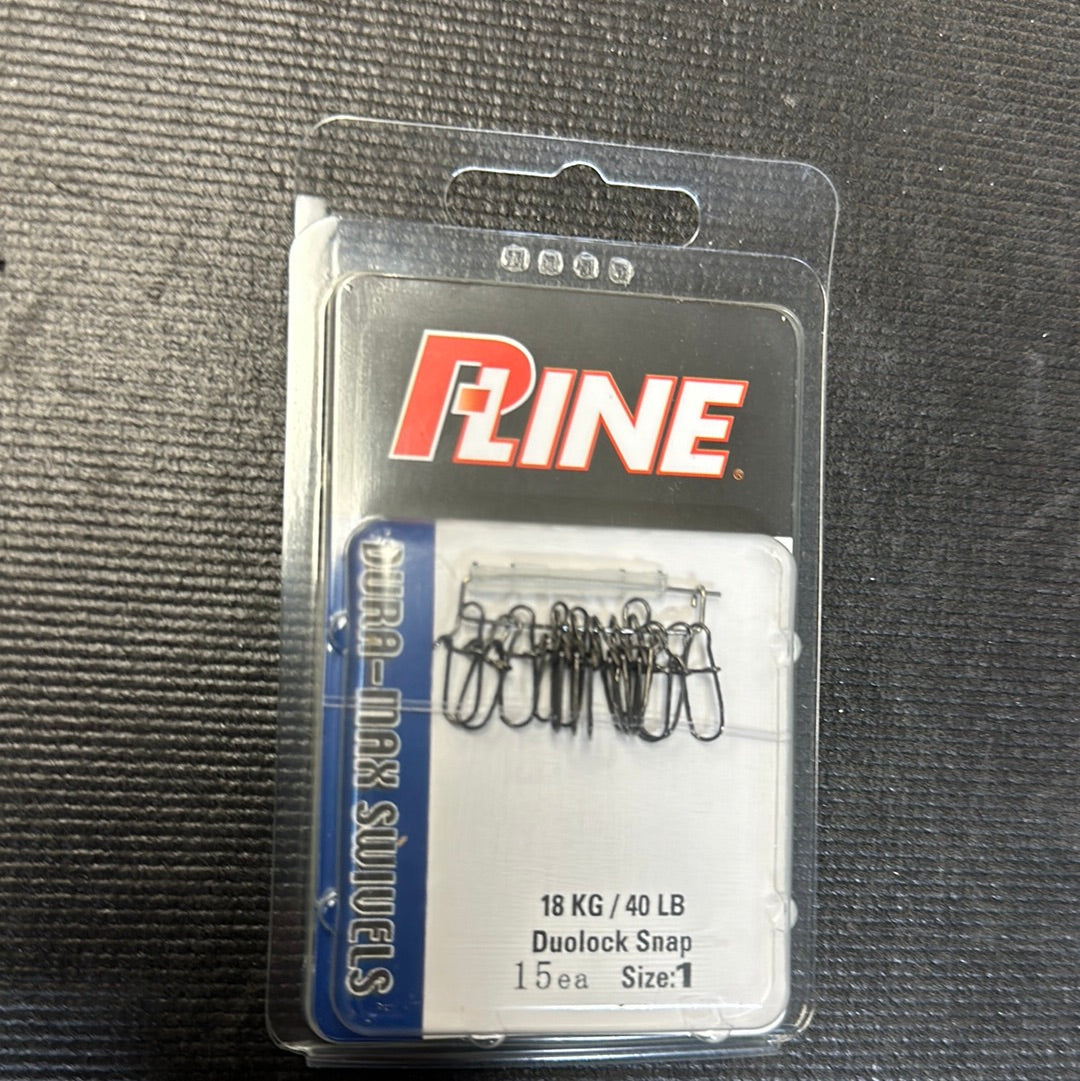 P-LINE®
DURA-MAX SWIVELS
18 KG / 40 LB
Duolock Snap
15ea Size:1